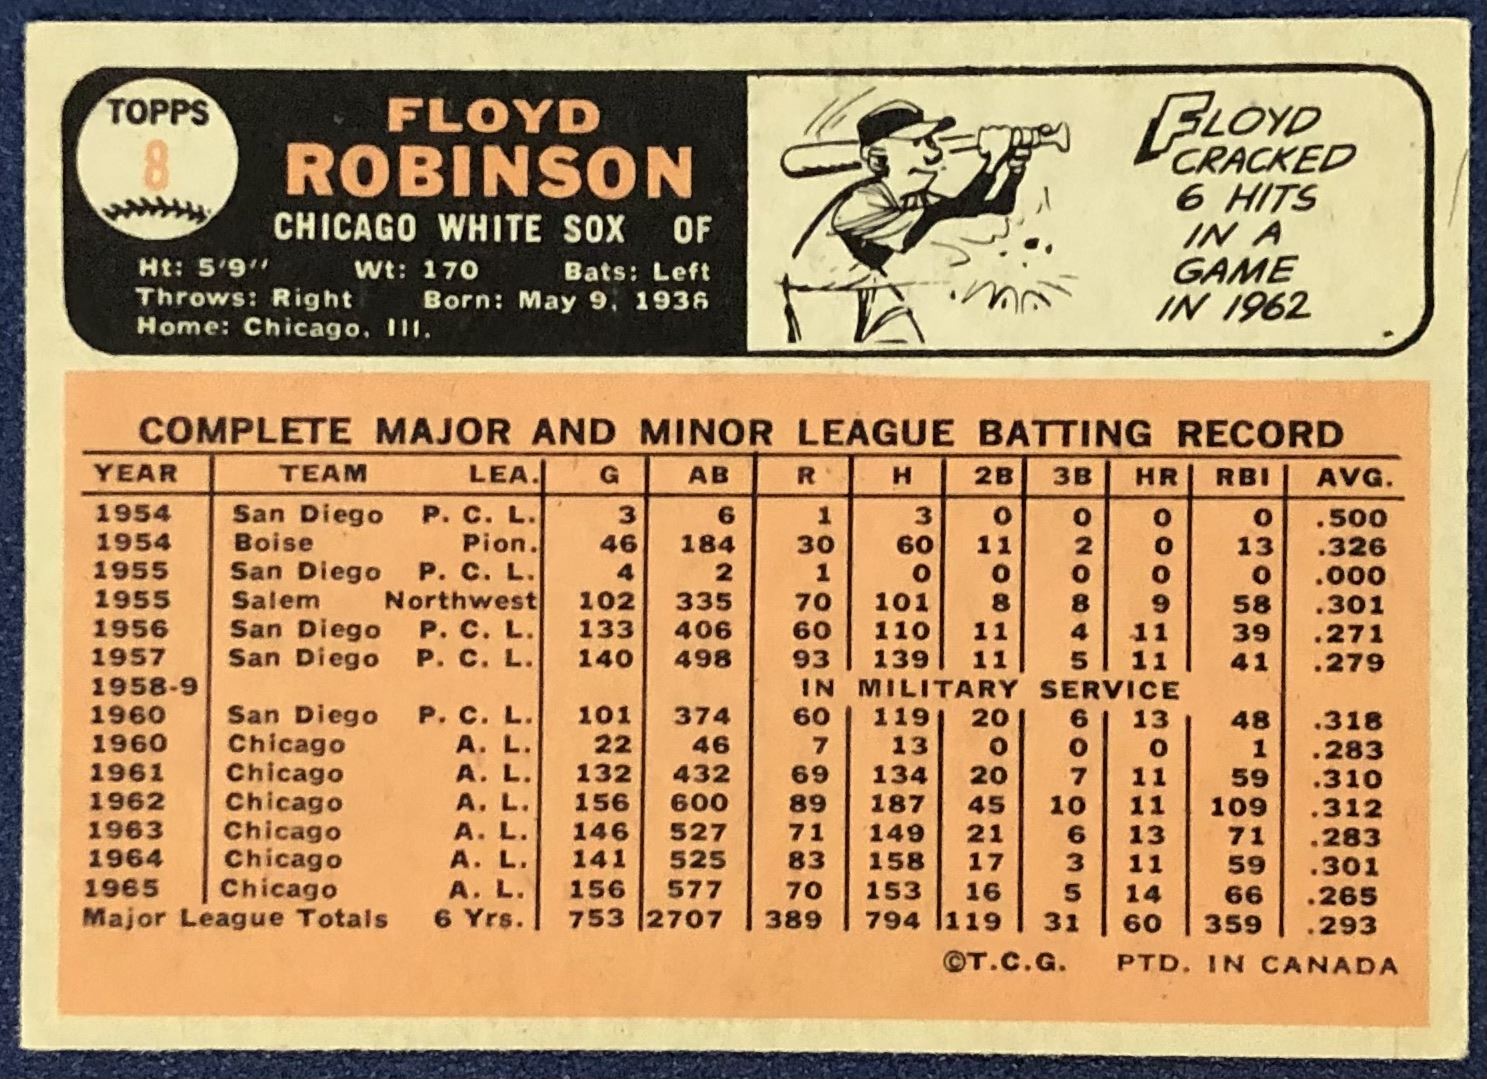 TOPPS
8
FLOYD
ROBINSON
CHICAGO WHITE SOX OF
Ht: 5'9" Wt: 170 Bats: Left
Throws: Right Born: May 9, 1936
Home: Chicago, Ill.
FLOYD
CRACKED
6 HITS
IN A
GAME
IN 1962
COMPLETE MAJOR AND MINOR LEAGUE BATTING RECORD
YEAR TEAM LEA. G AB R H 2B 3B HR RBI AVG.
1954 San Diego P. C. L. 3 6 1 3 0 0 0 0 .500
1954 Boise Pion. 46 184 30 60 11 2 0 13 .326
1955 San Diego P. C. L. 4 2 1 0 0 0 0 0 .000
1955 Salem Northwest 102 335 70 101 8 8 9 58 .301
1956 San Diego P. C. L. 133 406 60 110 11 4 11 39 .271
1957 San Diego P. C. L. 140 498 93 139 11 5 11 41 .279
1958-9 IN MILITARY SERVICE
1960 San Diego P. C. L. 101 374 60 119 20 6 13 48 .318
1960 Chicago A. L. 22 46 7 13 0 0 0 1 .283
1961 Chicago A. L. 132 432 69 134 20 7 11 59 .310
1962 Chicago A. L. 156 600 89 187 45 10 11 109 .312
1963 Chicago A. L. 146 527 71 149 21 6 13 71 .283
1964 Chicago A. L. 141 525 83 158 17 3 11 59 .301
1965 Chicago A. L. 156 577 70 153 16 5 14 66 .265
Major League Totals 6 Yrs. 753 2707 389 794 119 31 60 359 .293
©T.C.G. PTD. IN CANADA